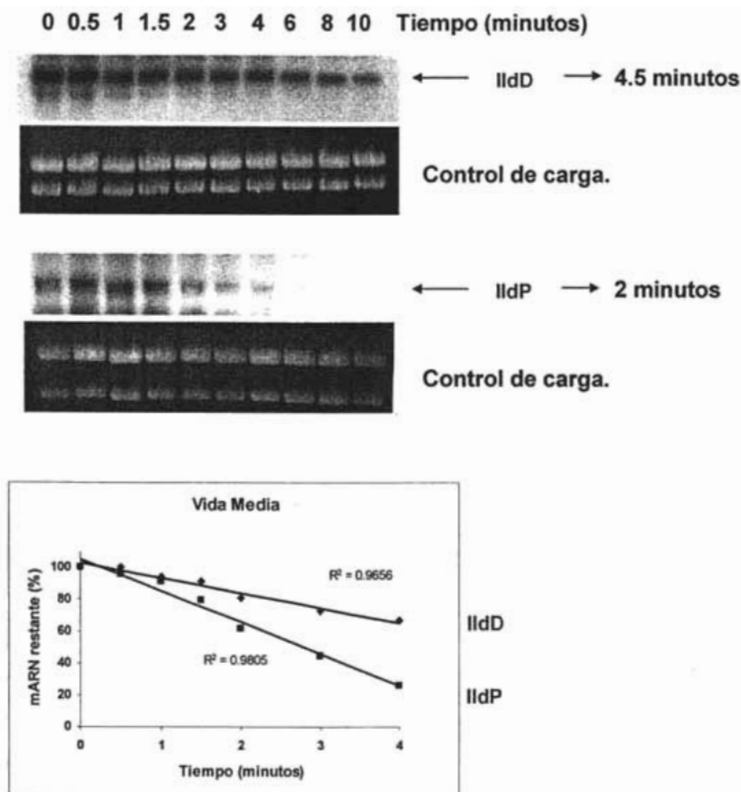 0 0.5 1 1.5 2 3 4 6 8 10 Tiempo (minutos)
lldD 4.5 minutos
Control de carga.
lldP 2 minutos
Control de carga.
Vida Media
mARN restante (%)
100
80
60
40
20
0
R² = 0.9656
R² = 0.9805
0 1 2 3 4
Tiempo (minutos)
lldD
lldP